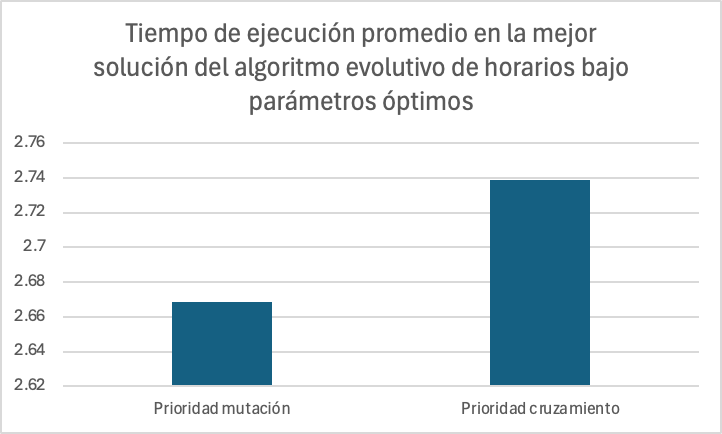 Tiempo de ejecución promedio en la mejor
solución del algoritmo evolutivo de horarios bajo
parámetros óptimos
2.76
2.74
2.72
2.7
2.68
2.66
2.64
2.62
Prioridad mutación
Prioridad cruzamiento